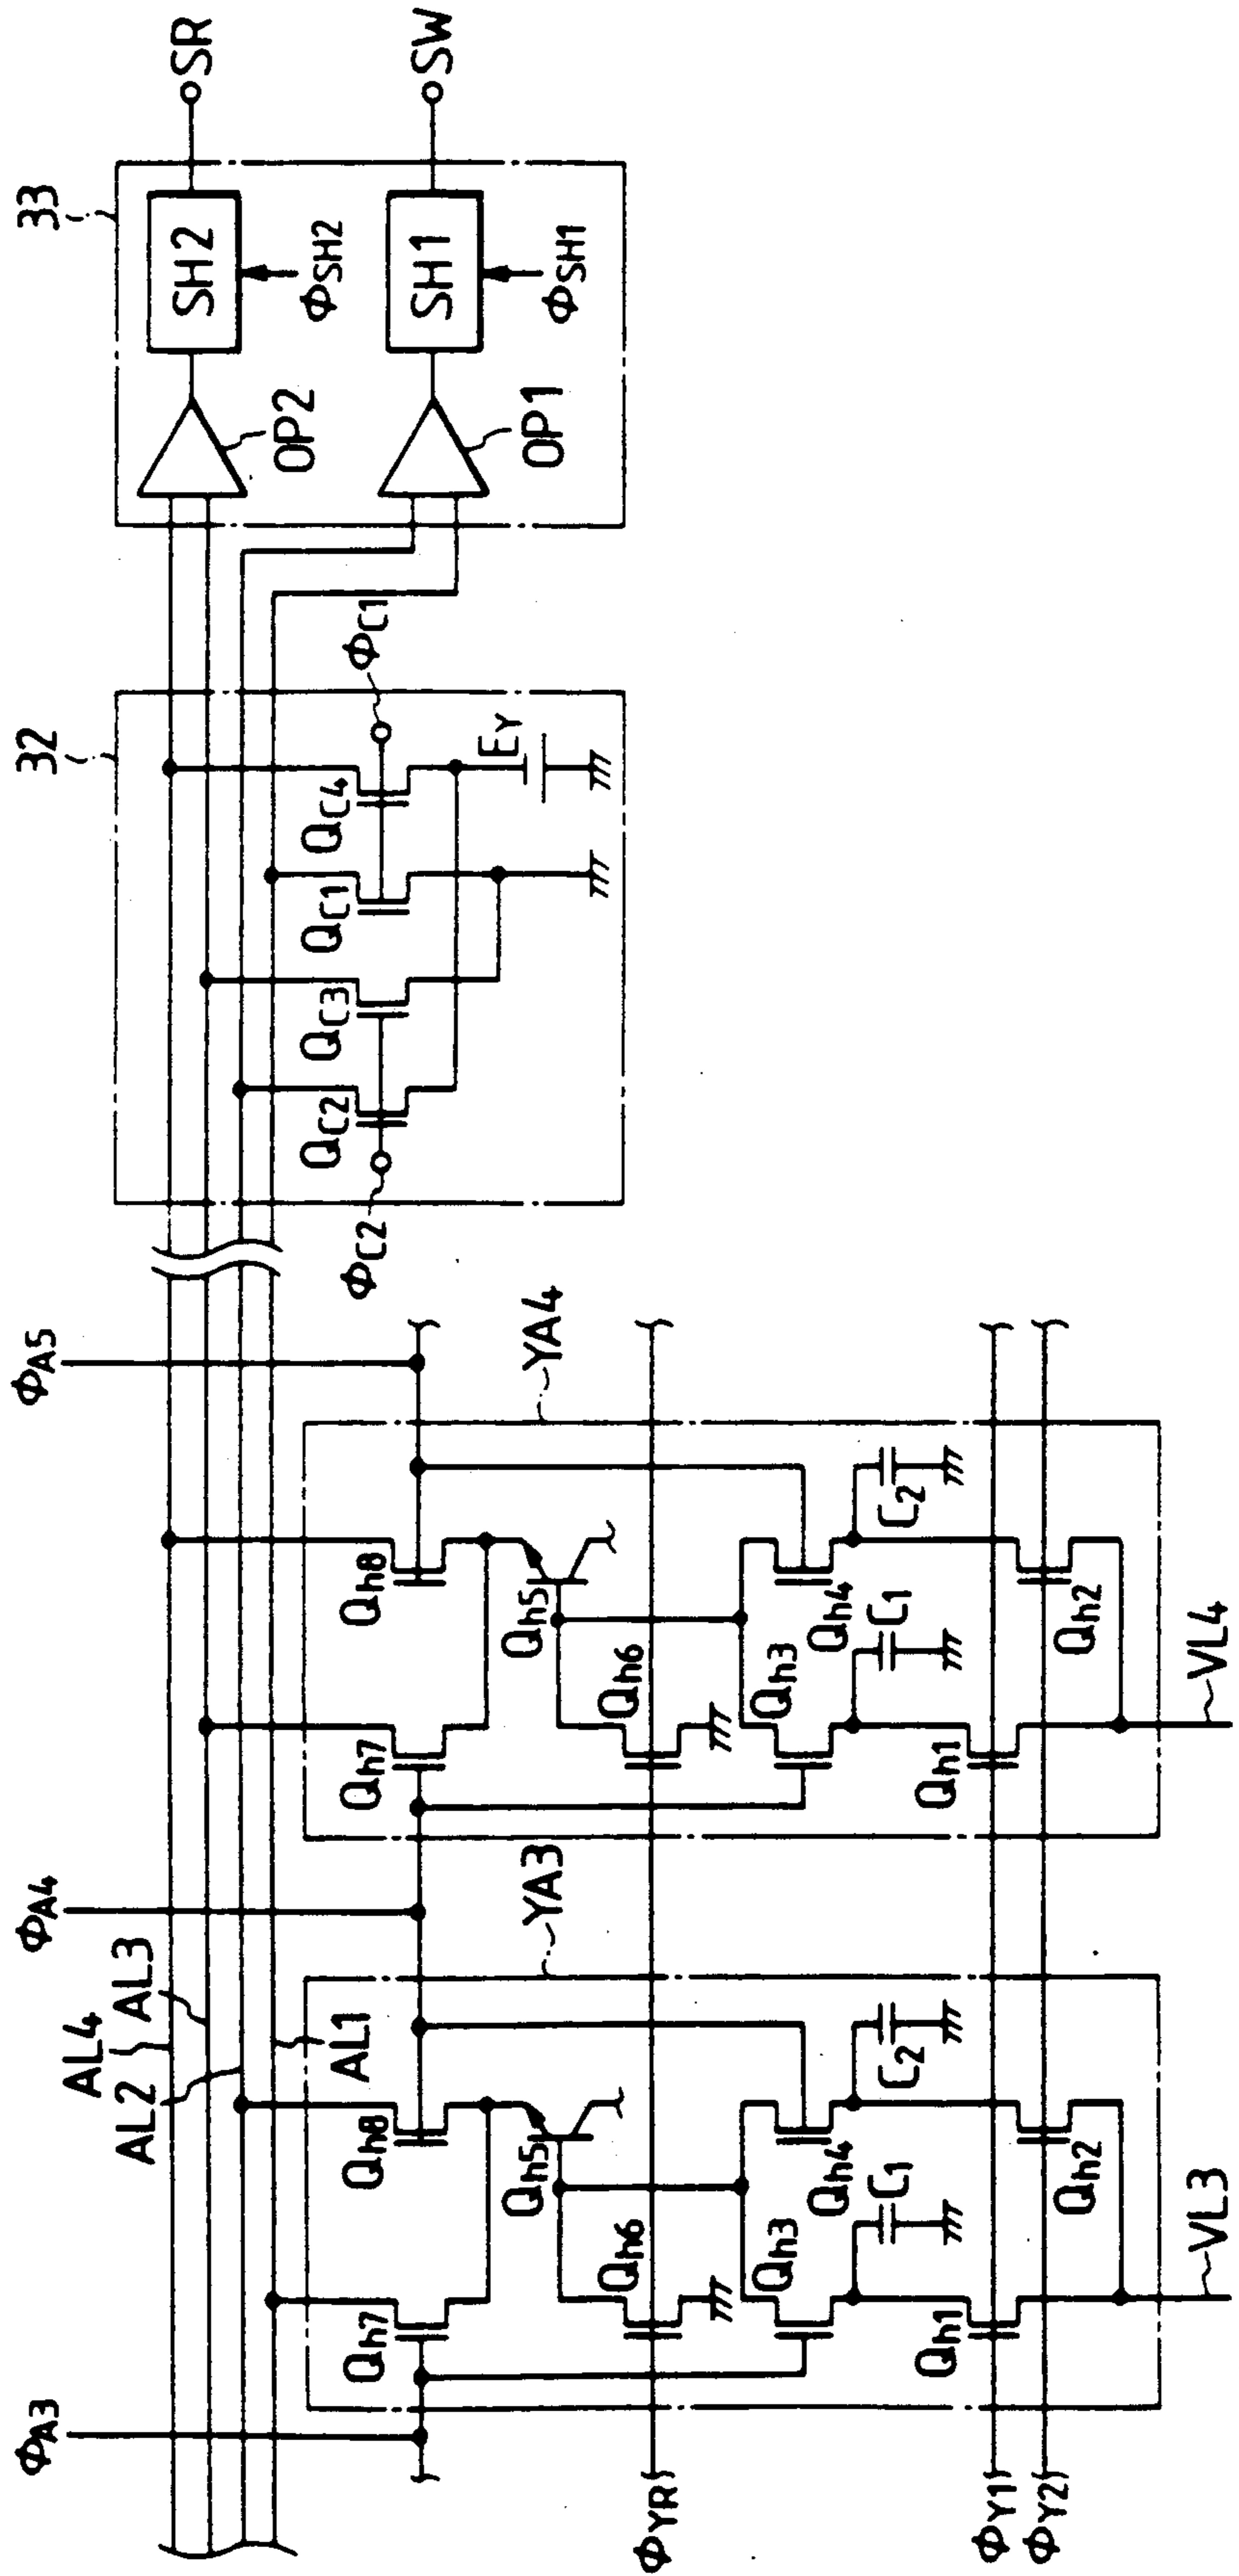 33
SR
SW
SH2
SH1
ΦSH2
ΦSH1
OP2
OP1
32
ΦC1
EY
QC4
QC1
QC3
QC2
ΦC2
ΦA5
YA4
Qh8
Qh7
Qh5
Qh6
Qh4
Qh3
C2
C1
Qh2
Qh1
VL4
ΦA4
YA3
AL4
AL3
AL2
AL1
Qh8
Qh7
Qh5
Qh6
Qh4
Qh3
C2
C1
Qh2
Qh1
VL3
ΦA3
ΦYR
ΦY1
ΦY2